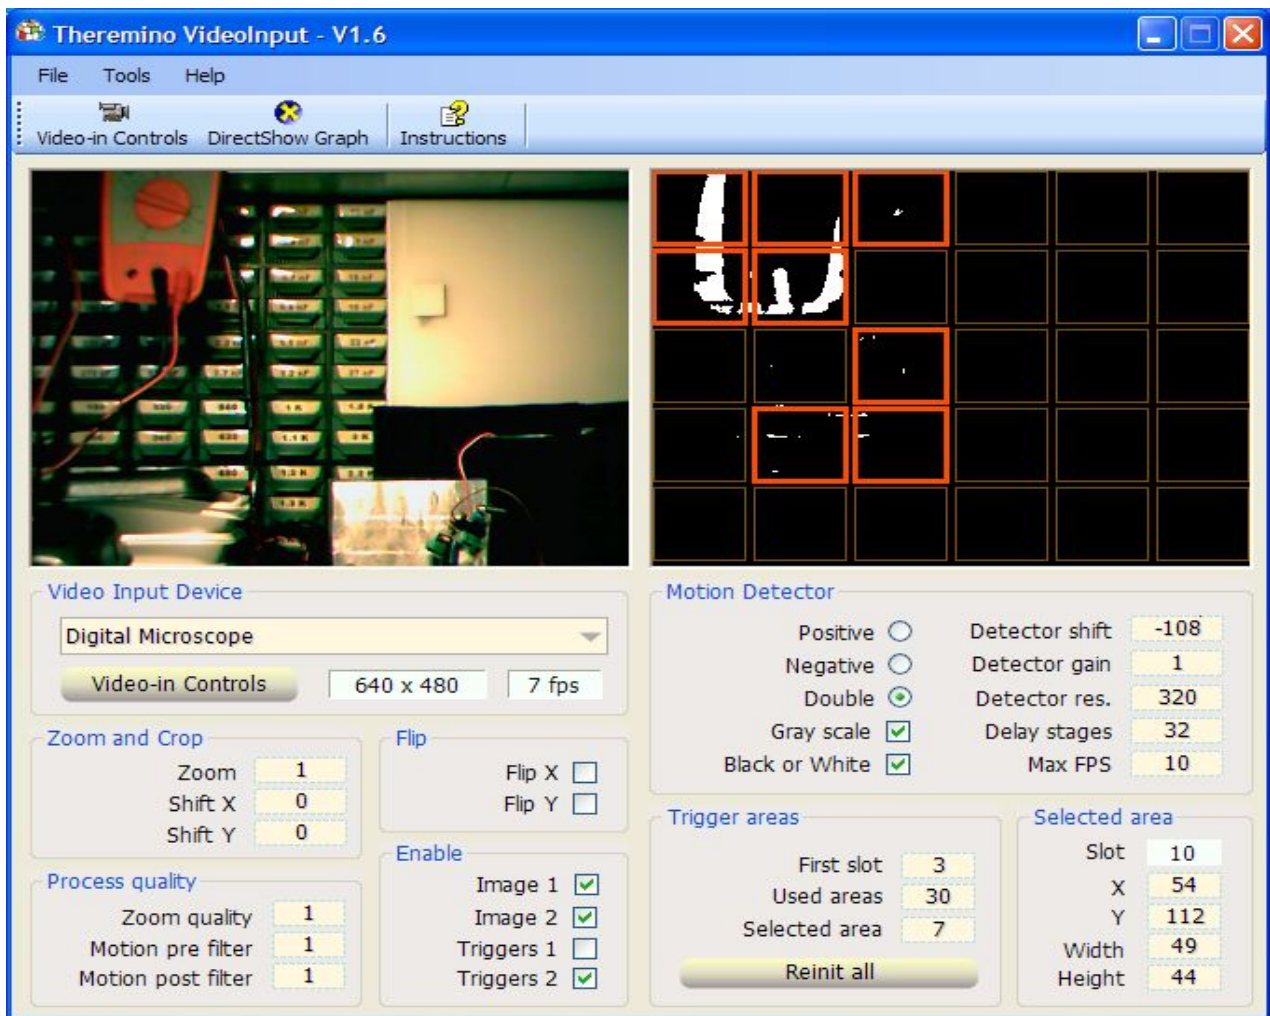 Theremino VideoInput - V1.6
File Tools Help
Video-in Controls DirectShow Graph Instructions
Video Input Device
Digital Microscope
Video-in Controls 640 x 480 7 fps
Zoom and Crop
Zoom 1
Shift X 0
Shift Y 0
Flip
Flip X
Flip Y
Process quality
Zoom quality 1
Motion pre filter 1
Motion post filter 1
Enable
Image 1
Image 2
Triggers 1
Triggers 2
Motion Detector
Positive Detector shift -108
Negative Detector gain 1
Double Detector res. 320
Gray scale Delay stages 32
Black or White Max FPS 10
Trigger areas
First slot 3
Used areas 30
Selected area 7
Reinit all
Selected area
Slot 10
X 54
Y 112
Width 49
Height 44